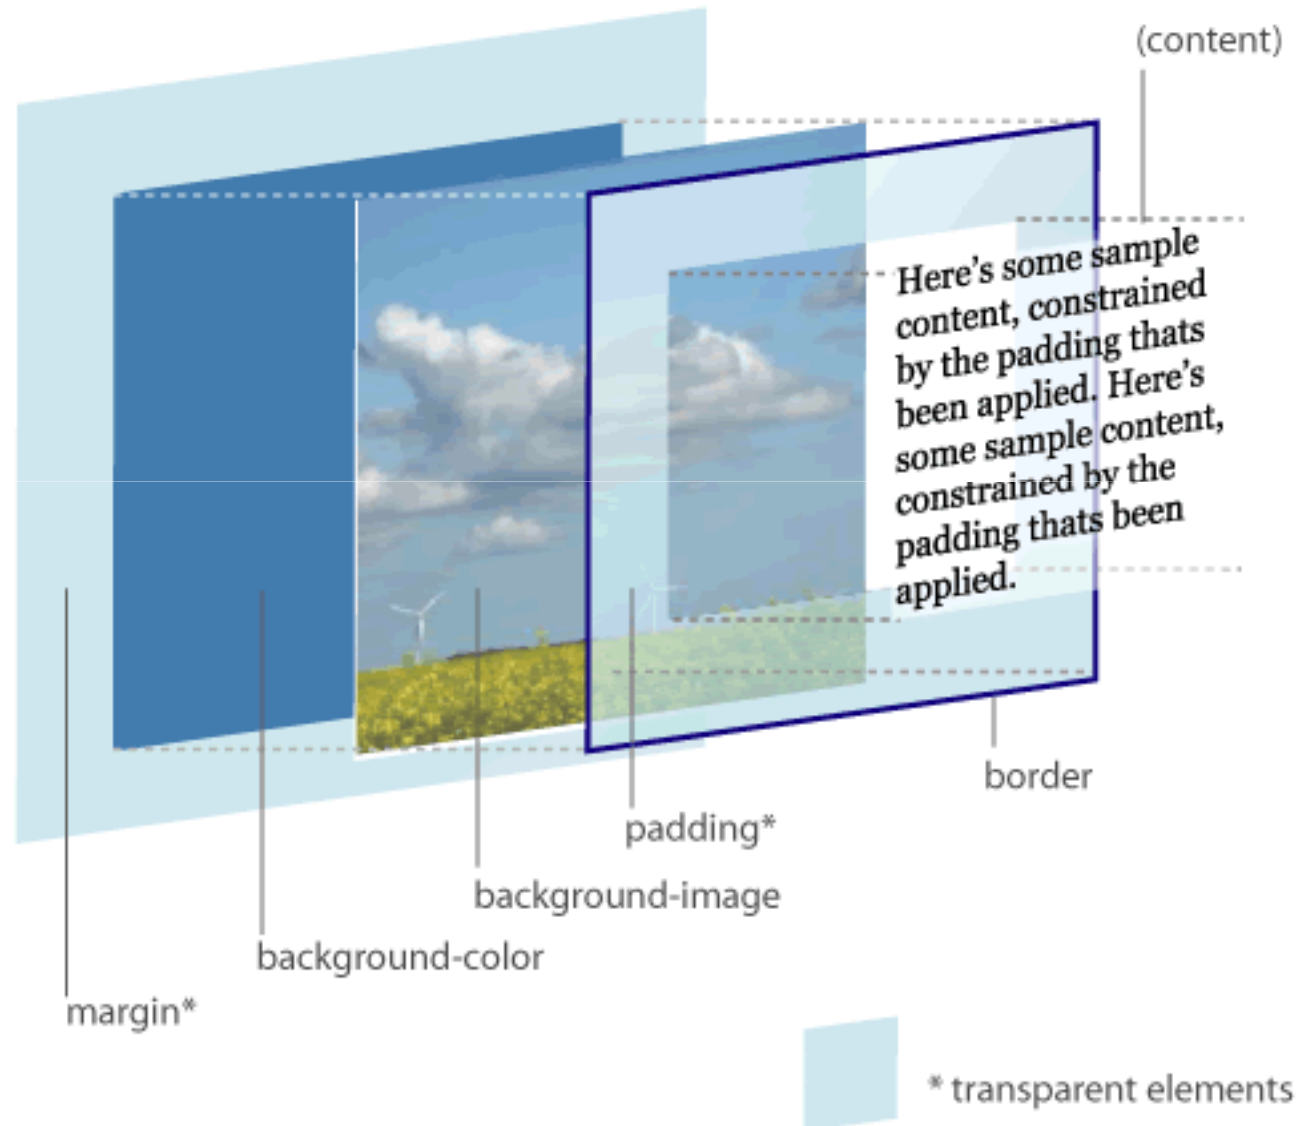 (content)
Here’s some sample
content, constrained
by the padding thats
been applied. Here’s
some sample content,
constrained by the
padding thats been
applied.
border
padding*
background-image
background-color
margin*
* transparent elements